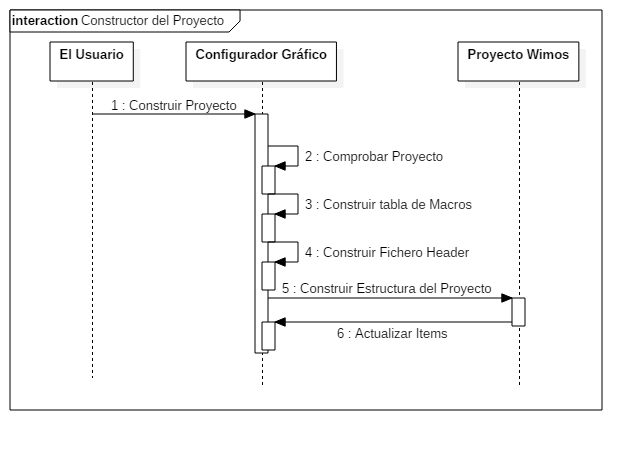 interaction Constructor del Proyecto
El Usuario
Configurador Gráfico
Proyecto Wimos
1 : Construir Proyecto
2 : Comprobar Proyecto
3 : Construir tabla de Macros
4 : Construir Fichero Header
5 : Construir Estructura del Proyecto
6 : Actualizar Items